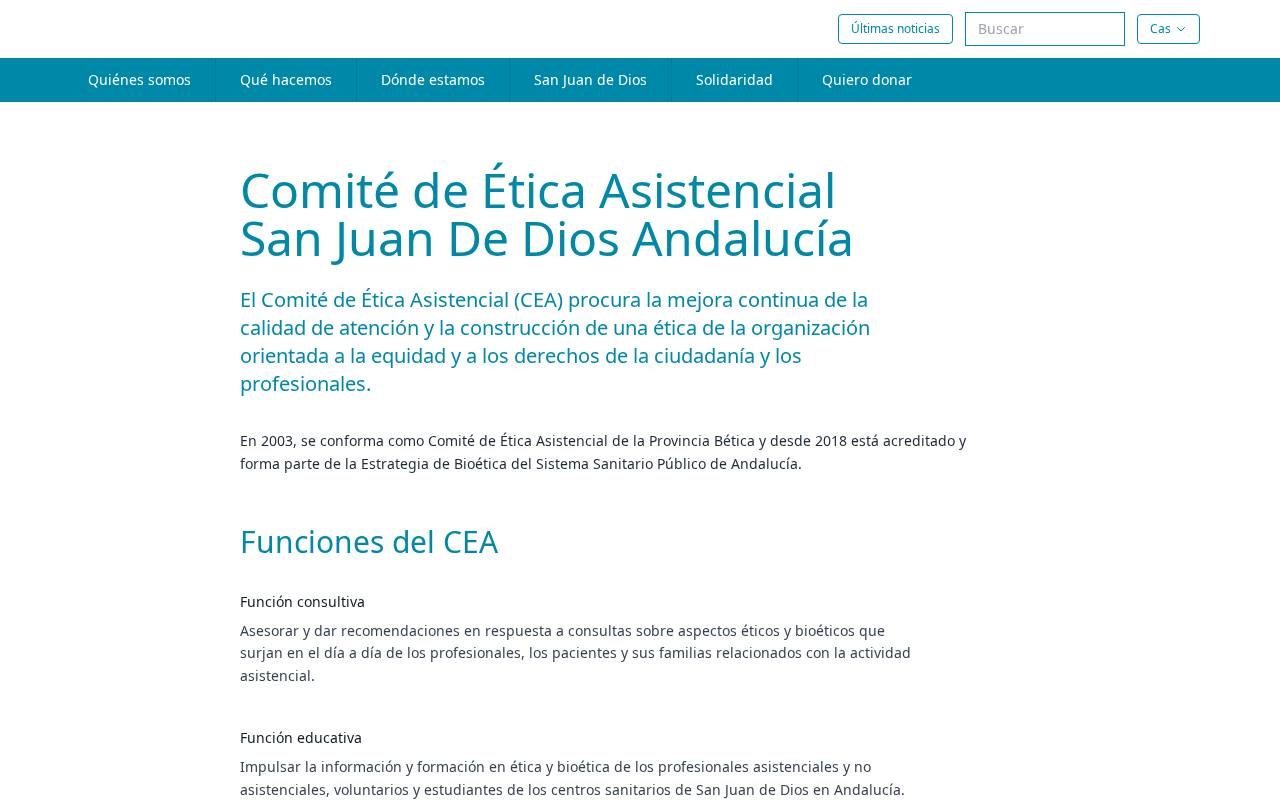 Últimas noticias
Buscar
Cas
Quiénes somos
Qué hacemos
Dónde estamos
San Juan de Dios
Solidaridad
Quiero donar
Comité de Ética Asistencial
San Juan De Dios Andalucía
El Comité de Ética Asistencial (CEA) procura la mejora continua de la
calidad de atención y la construcción de una ética de la organización
orientada a la equidad y a los derechos de la ciudadanía y los
profesionales.
En 2003, se conforma como Comité de Ética Asistencial de la Provincia Bética y desde 2018 está acreditado y
forma parte de la Estrategia de Bioética del Sistema Sanitario Público de Andalucía.
Funciones del CEA
Función consultiva
Asesorar y dar recomendaciones en respuesta a consultas sobre aspectos éticos y bioéticos que
surjan en el día a día de los profesionales, los pacientes y sus familias relacionados con la actividad
asistencial.
Función educativa
Impulsar la información y formación en ética y bioética de los profesionales asistenciales y no
asistenciales, voluntarios y estudiantes de los centros sanitarios de San Juan de Dios en Andalucía.